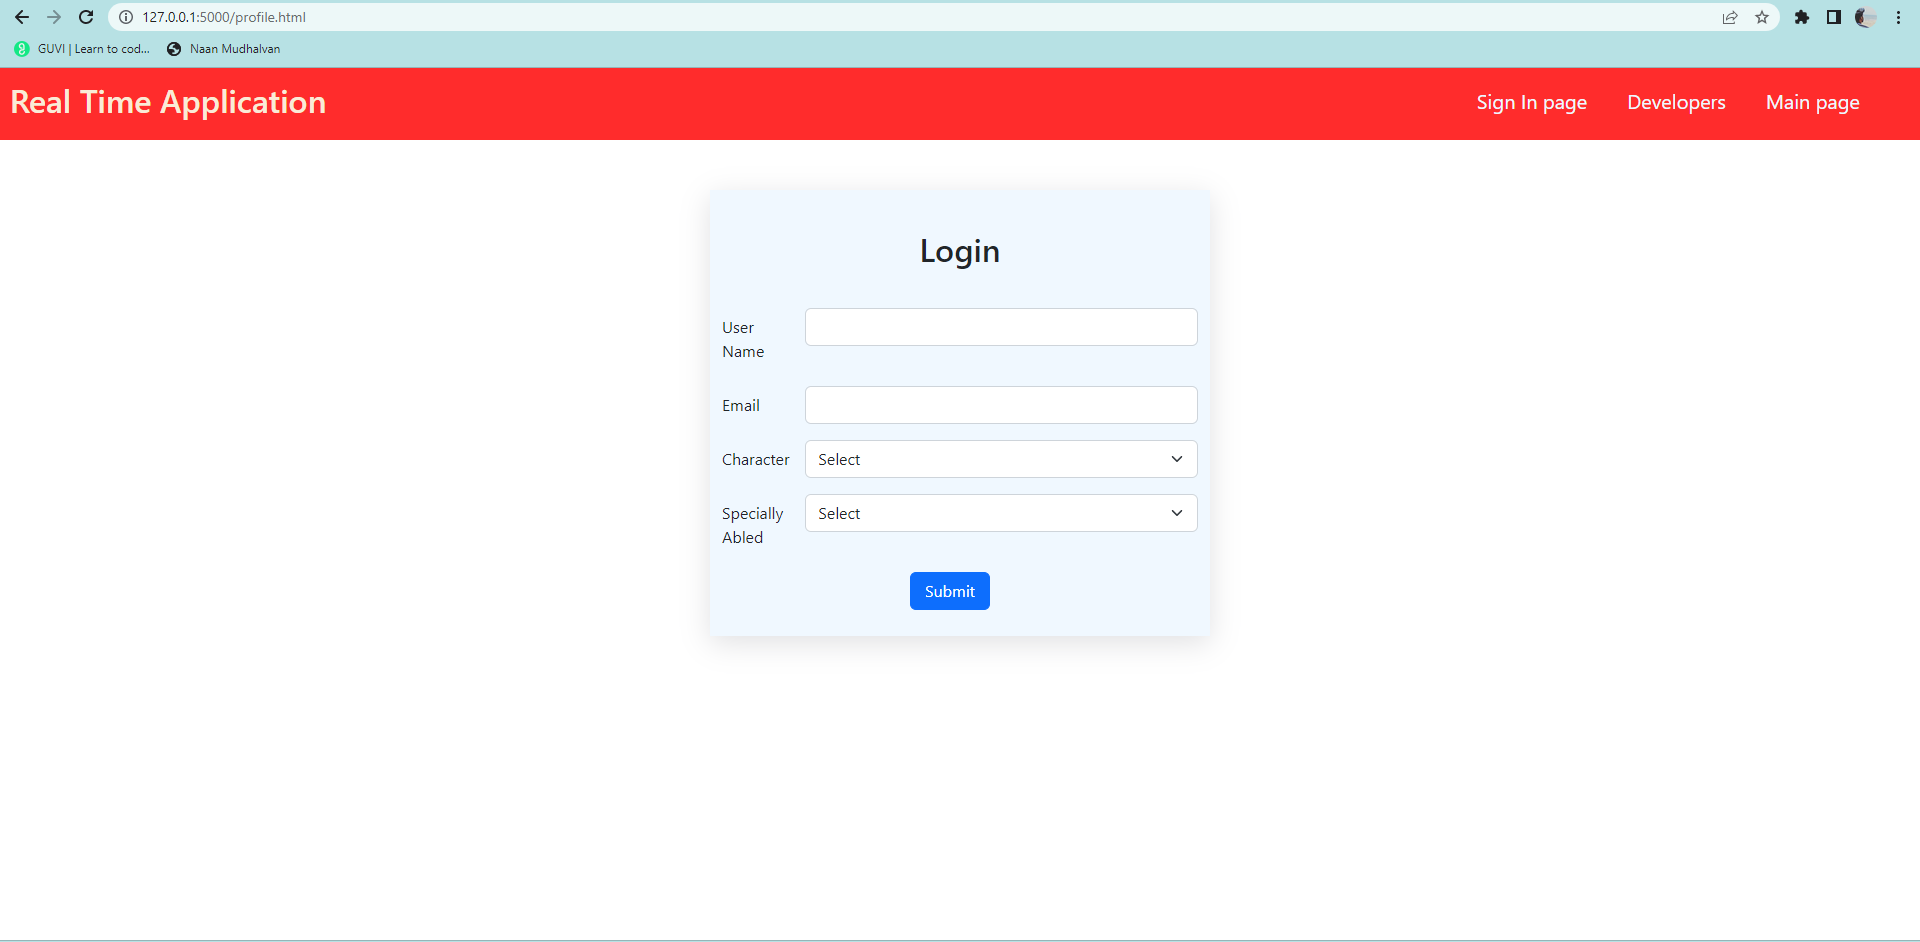 127.0.0.1:5000/profile.html
GUVI | Learn to cod... Naan Mudhalvan
Real Time Application Sign In page Developers Main page
Login
User
Name
Email
Character Select
Specially Select
Abled
Submit